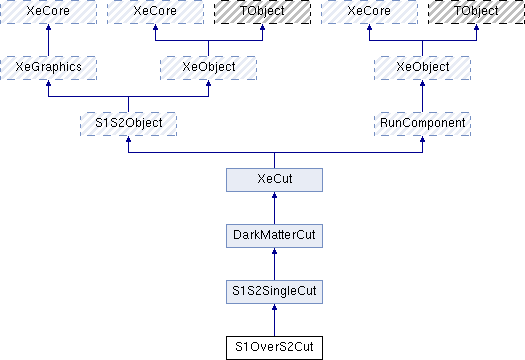 XeCore XeCore TObject XeCore TObject
XeGraphics XeObject XeObject
S1S2Object RunComponent
XeCut
DarkMatterCut
S1S2SingleCut
S1OverS2Cut